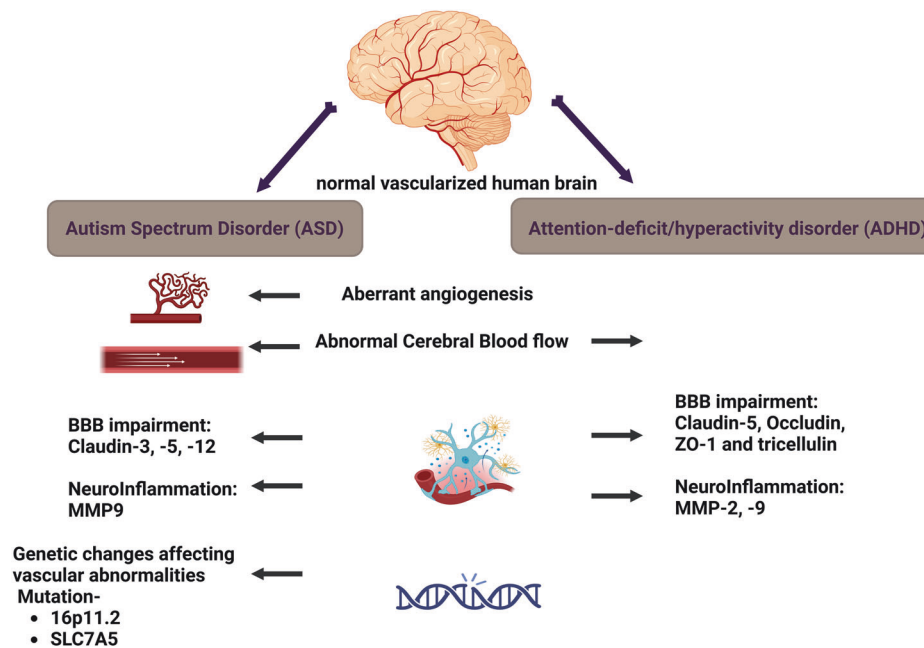 normal vascularized human brain
Autism Spectrum Disorder (ASD)
Attention-deficit/hyperactivity disorder (ADHD)
Aberrant angiogenesis
Abnormal Cerebral Blood flow
BBB impairment:
Claudin-3, -5, -12
BBB impairment:
Claudin-5, Occludin,
ZO-1 and tricellulin
NeuroInflammation:
MMP9
NeuroInflammation:
MMP-2, -9
Genetic changes affecting
vascular abnormalities
Mutation-
• 16p11.2
• SLC7A5